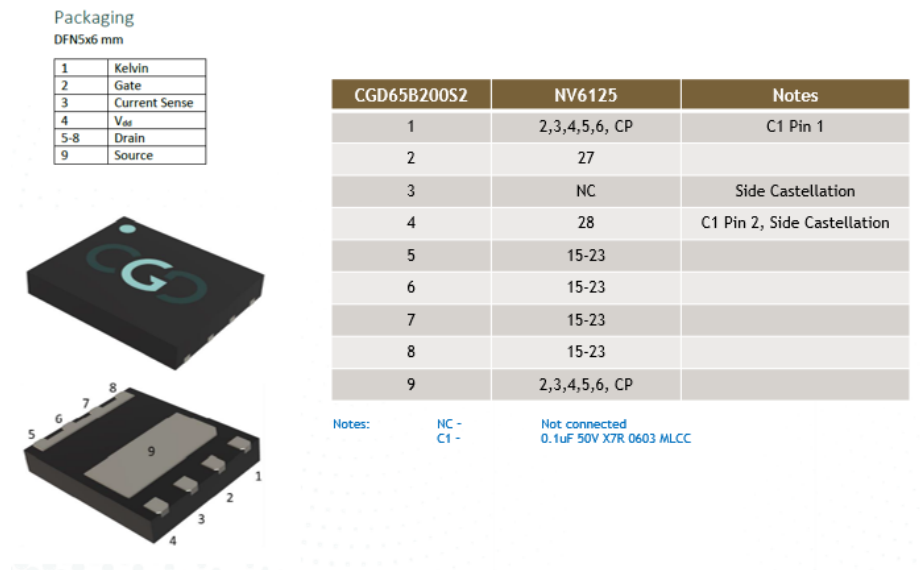 Packaging
DFN5x6 mm
1 Kelvin
2 Gate
3 Current Sense
4 Vdd
5-8 Drain
9 Source
CGD65B200S2 NV6125 Notes
1 2,3,4,5,6, CP C1 Pin 1
2 27
3 NC Side Castellation
4 28 C1 Pin 2, Side Castellation
5 15-23
6 15-23
7 15-23
8 15-23
9 2,3,4,5,6, CP
Notes: NC - Not connected
C1 - 0.1uF 50V X7R 0603 MLCC
CGD
8
7
6
5
9
1
2
3
4